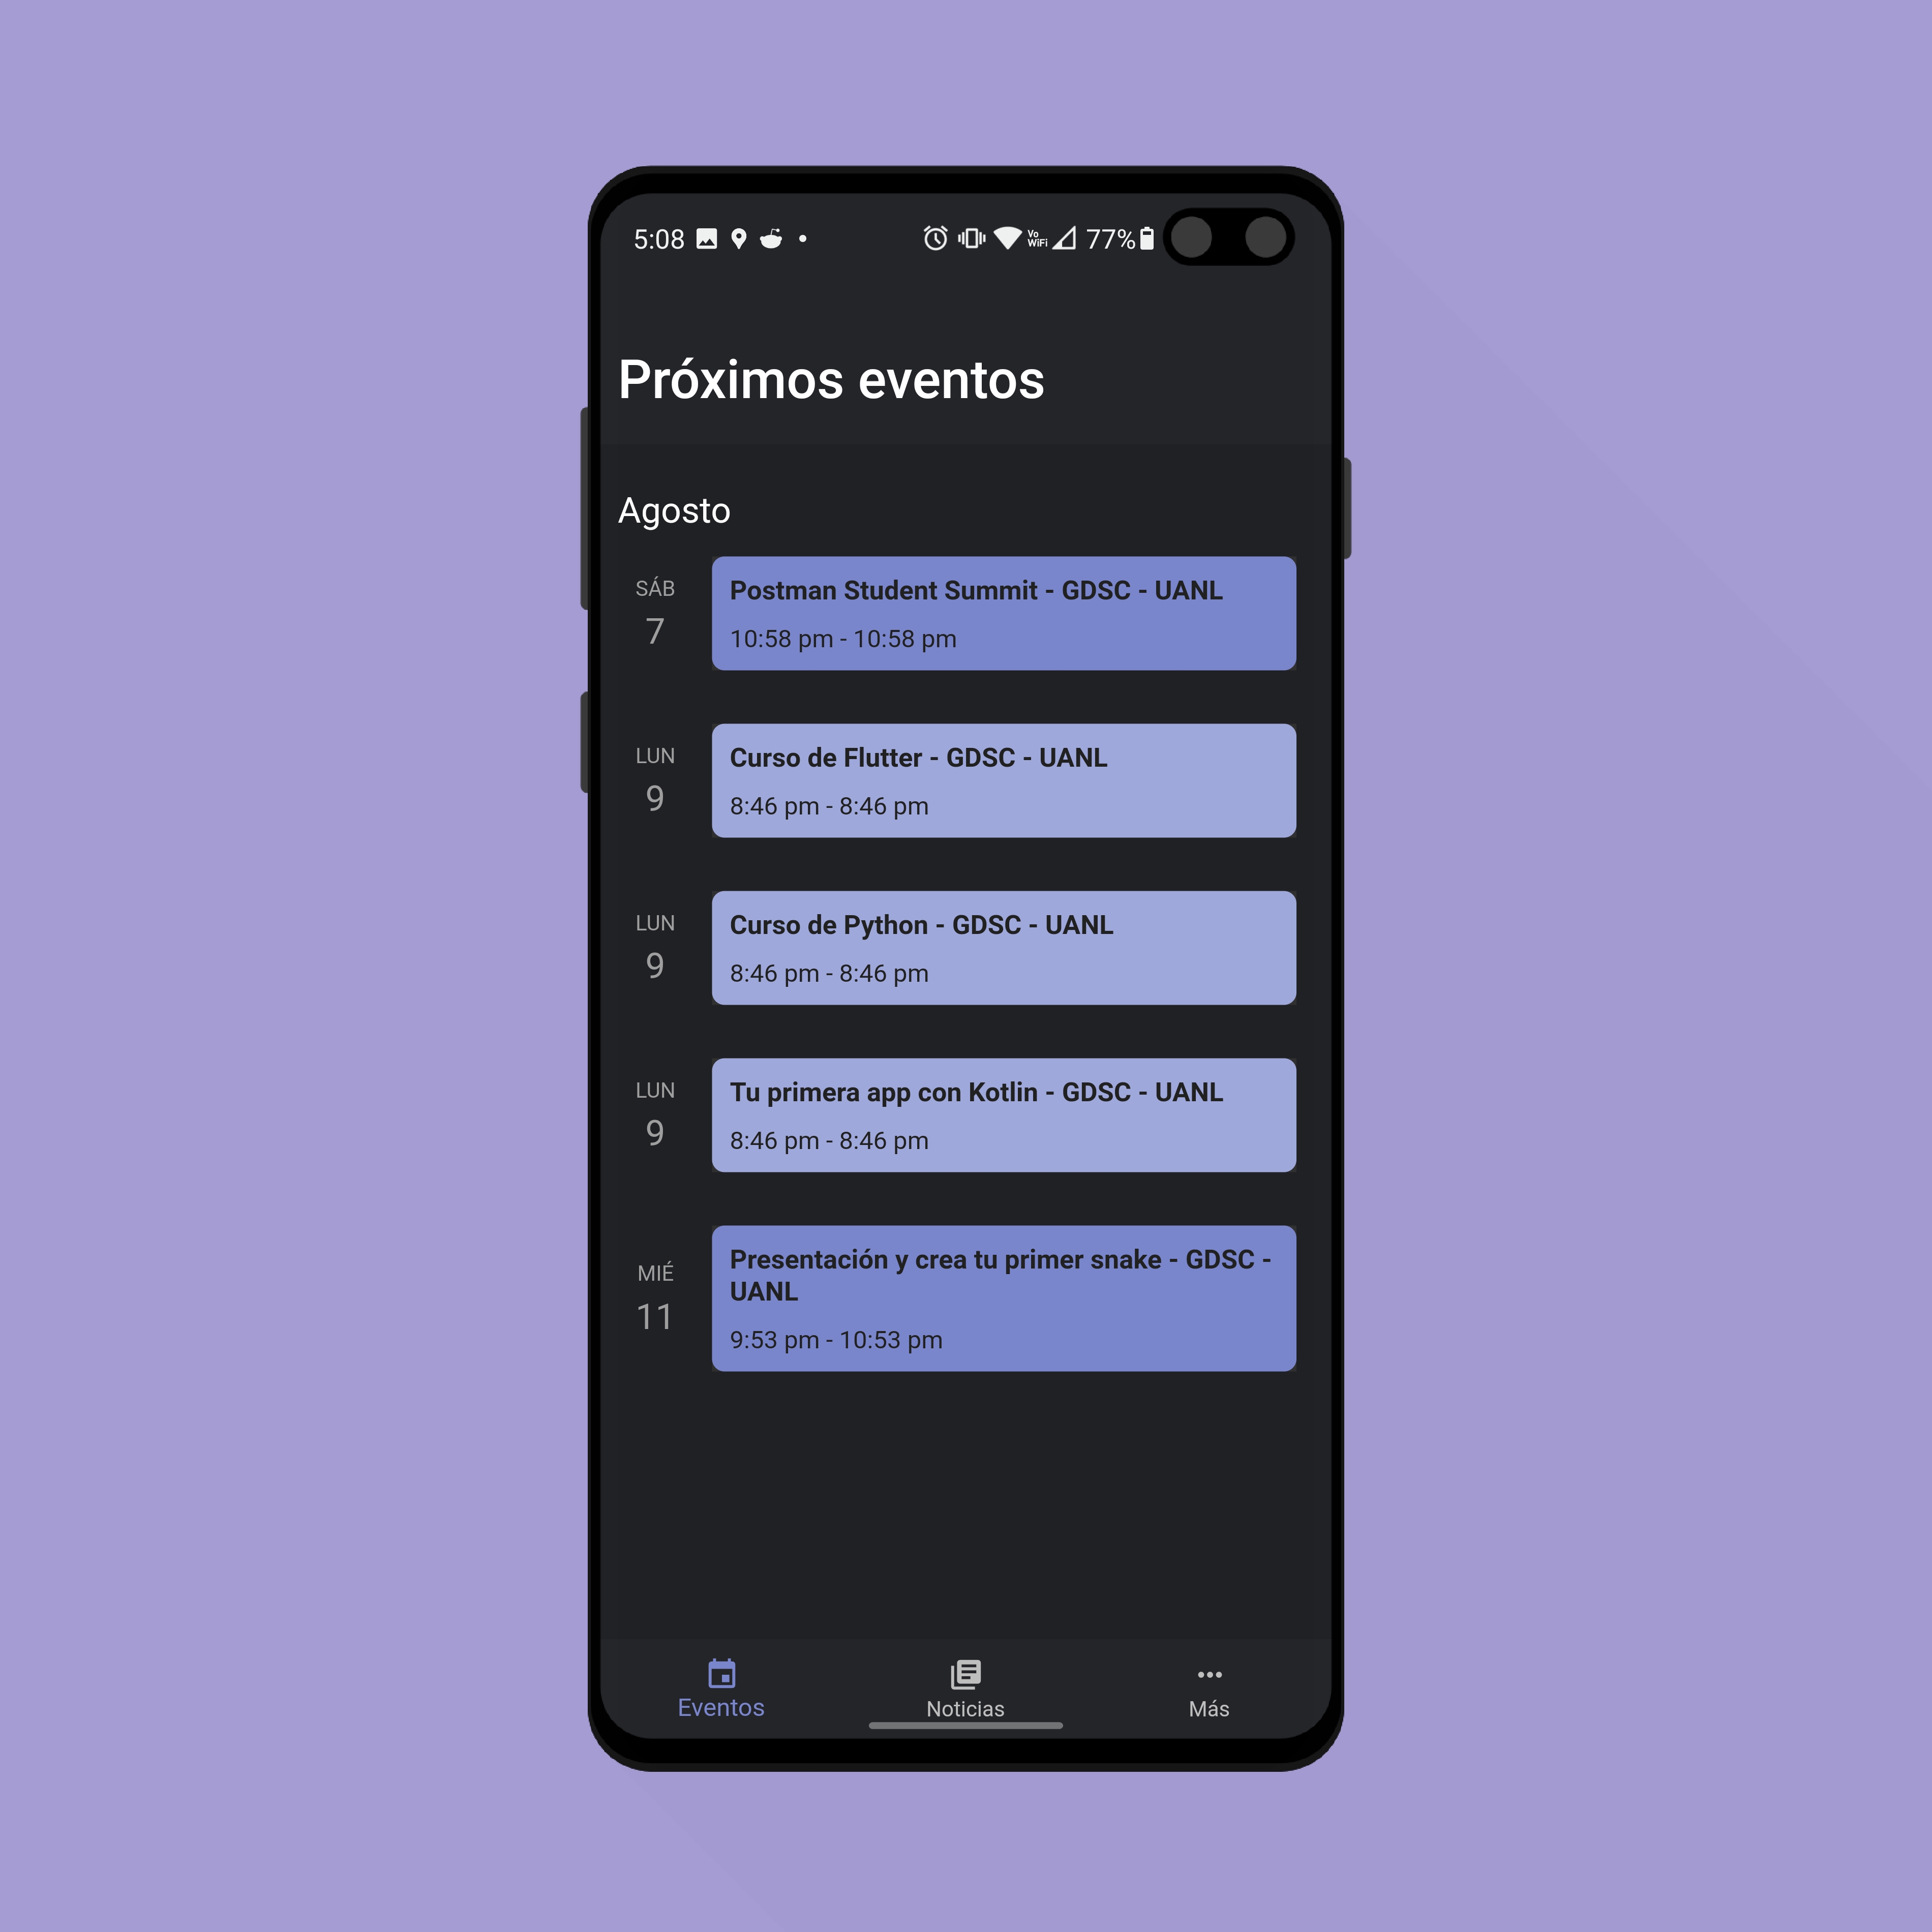 5:08 Vo WiFi 77%
Próximos eventos
Agosto
SÁB
7
Postman Student Summit - GDSC - UANL
10:58 pm - 10:58 pm
LUN
9
Curso de Flutter - GDSC - UANL
8:46 pm - 8:46 pm
LUN
9
Curso de Python - GDSC - UANL
8:46 pm - 8:46 pm
LUN
9
Tu primera app con Kotlin - GDSC - UANL
8:46 pm - 8:46 pm
MIÉ
11
Presentación y crea tu primer snake - GDSC -
UANL
9:53 pm - 10:53 pm
Eventos
Noticias
Más